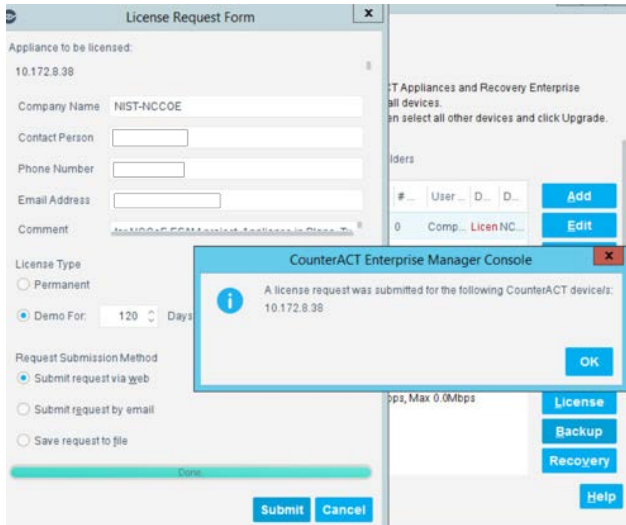 License Request Form
x
Appliance to be licensed:
10.172.8.38
Company Name NIST-NCCOE
Contact Person
Phone Number
Email Address
Comment
License Type
Permanent
Demo For: 120 Days
Request Submission Method
Submit request via web
Submit request by email
Save request to file
Done
Submit Cancel
CT Appliances and Recovery Enterprise
all devices.
en select all other devices and click Upgrade.
lders
#... User ... D... D...
0 Comp... Licen NC...
Add
Edit
CounterACT Enterprise Manager Console
x
A license request was submitted for the following CounterACT device/s:
10.172.8.38
OK
ops, Max 0.0Mbps
License
Backup
Recovery
Help